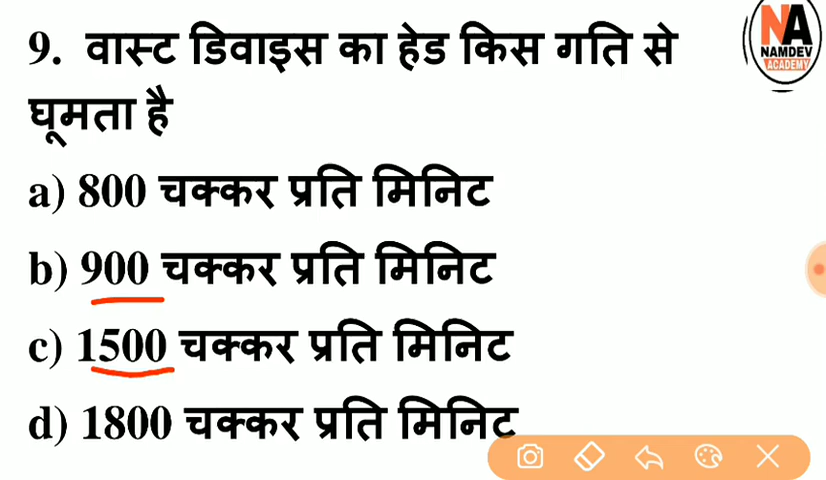 9. वास्ट डिवाइस का हेड किस गति से
घूमता है
a) 800 चक्कर प्रति मिनिट
b) 900 चक्कर प्रति मिनिट
c) 1500 चक्कर प्रति मिनिट
d) 1800 चक्कर प्रति मिनिट
NA
NAMDEV
ACADEMY